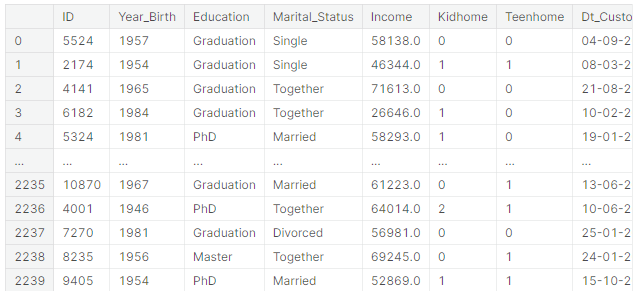 ID Year_Birth Education Marital_Status Income Kidhome Teenhome Dt_Custo
0 5524 1957 Graduation Single 58138.0 0 0 04-09-2
1 2174 1954 Graduation Single 46344.0 1 1 08-03-2
2 4141 1965 Graduation Together 71613.0 0 0 21-08-2
3 6182 1984 Graduation Together 26646.0 1 0 10-02-2
4 5324 1981 PhD Married 58293.0 1 0 19-01-2
... ... ... ... ... ... ... ... ...
2235 10870 1967 Graduation Married 61223.0 0 1 13-06-2
2236 4001 1946 PhD Together 64014.0 2 1 10-06-2
2237 7270 1981 Graduation Divorced 56981.0 0 0 25-01-2
2238 8235 1956 Master Together 69245.0 0 1 24-01-2
2239 9405 1954 PhD Married 52869.0 1 1 15-10-2